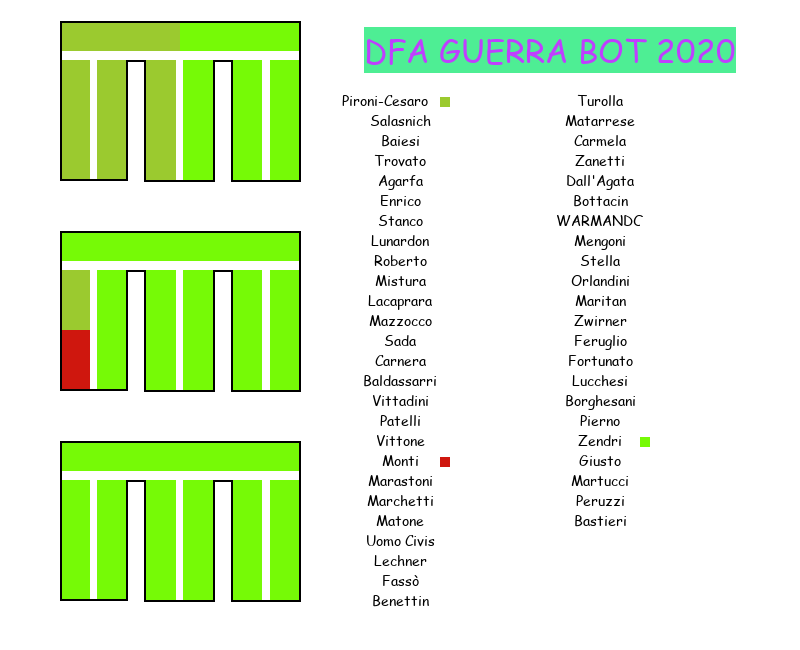 DFA GUERRA BOT 2020
Pironi-Cesaro
Salasnich
Baiesi
Trovato
Agarfa
Enrico
Stanco
Lunardon
Roberto
Mistura
Lacaprara
Mazzocco
Sada
Carnera
Baldassarri
Vittadini
Patelli
Vittone
Monti
Marastoni
Marchetti
Matone
Uomo Civis
Lechner
Fassò
Benettin
Turolla
Matarrese
Carmela
Zanetti
Dall'Agata
Bottacin
WARMANDC
Mengoni
Stella
Orlandini
Maritan
Zwirner
Feruglio
Fortunato
Lucchesi
Borghesani
Pierno
Zendri
Giusto
Martucci
Peruzzi
Bastieri